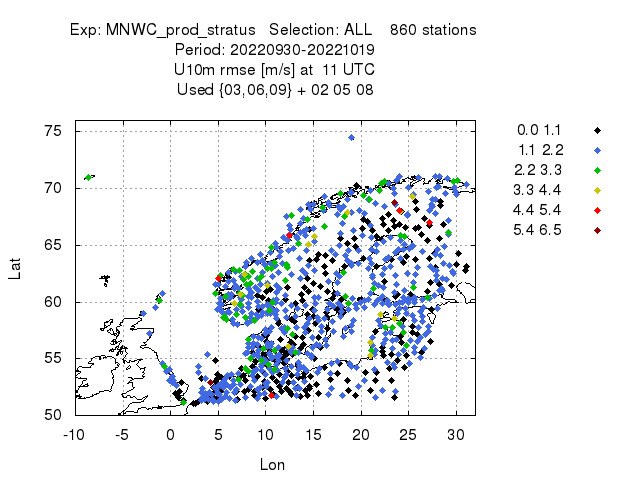 Exp: MNWC_prod_stratus   Selection: ALL    860 stations
Period: 20220930-20221019
U10m rmse [m/s] at  11 UTC
Used {03,06,09} + 02 05 08
75
70
65
60
55
50
Lat
-10 -5 0 5 10 15 20 25 30
Lon
0.0 1.1
1.1 2.2
2.2 3.3
3.3 4.4
4.4 5.4
5.4 6.5